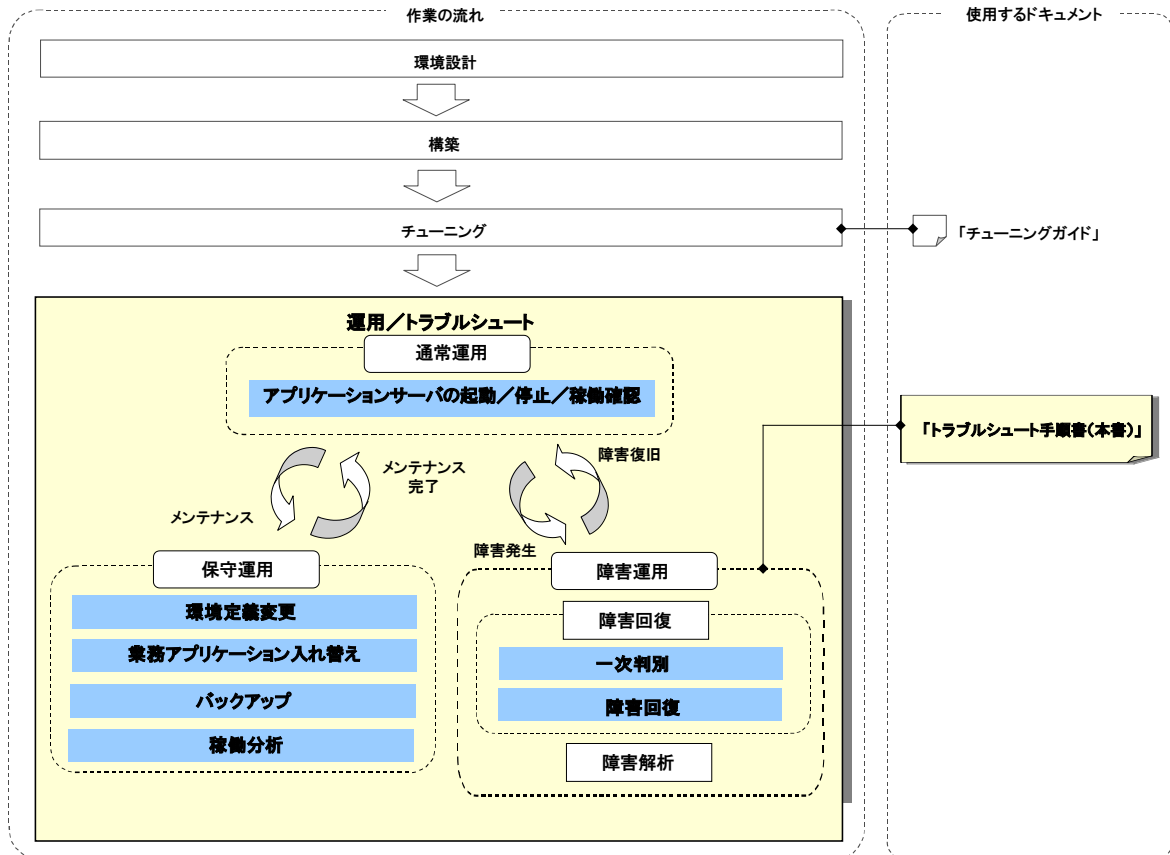 作業の流れ
使用するドキュメント
環境設計
構築
チューニング
「チューニングガイド」
運用／トラブルシュート
通常運用
アプリケーションサーバの起動／停止／稼働確認
「トラブルシュート手順書(本書)」
メンテナンス
完了
障害復旧
メンテナンス
障害発生
保守運用
環境定義変更
業務アプリケーション入れ替え
バックアップ
稼働分析
障害運用
障害回復
一次判別
障害回復
障害解析